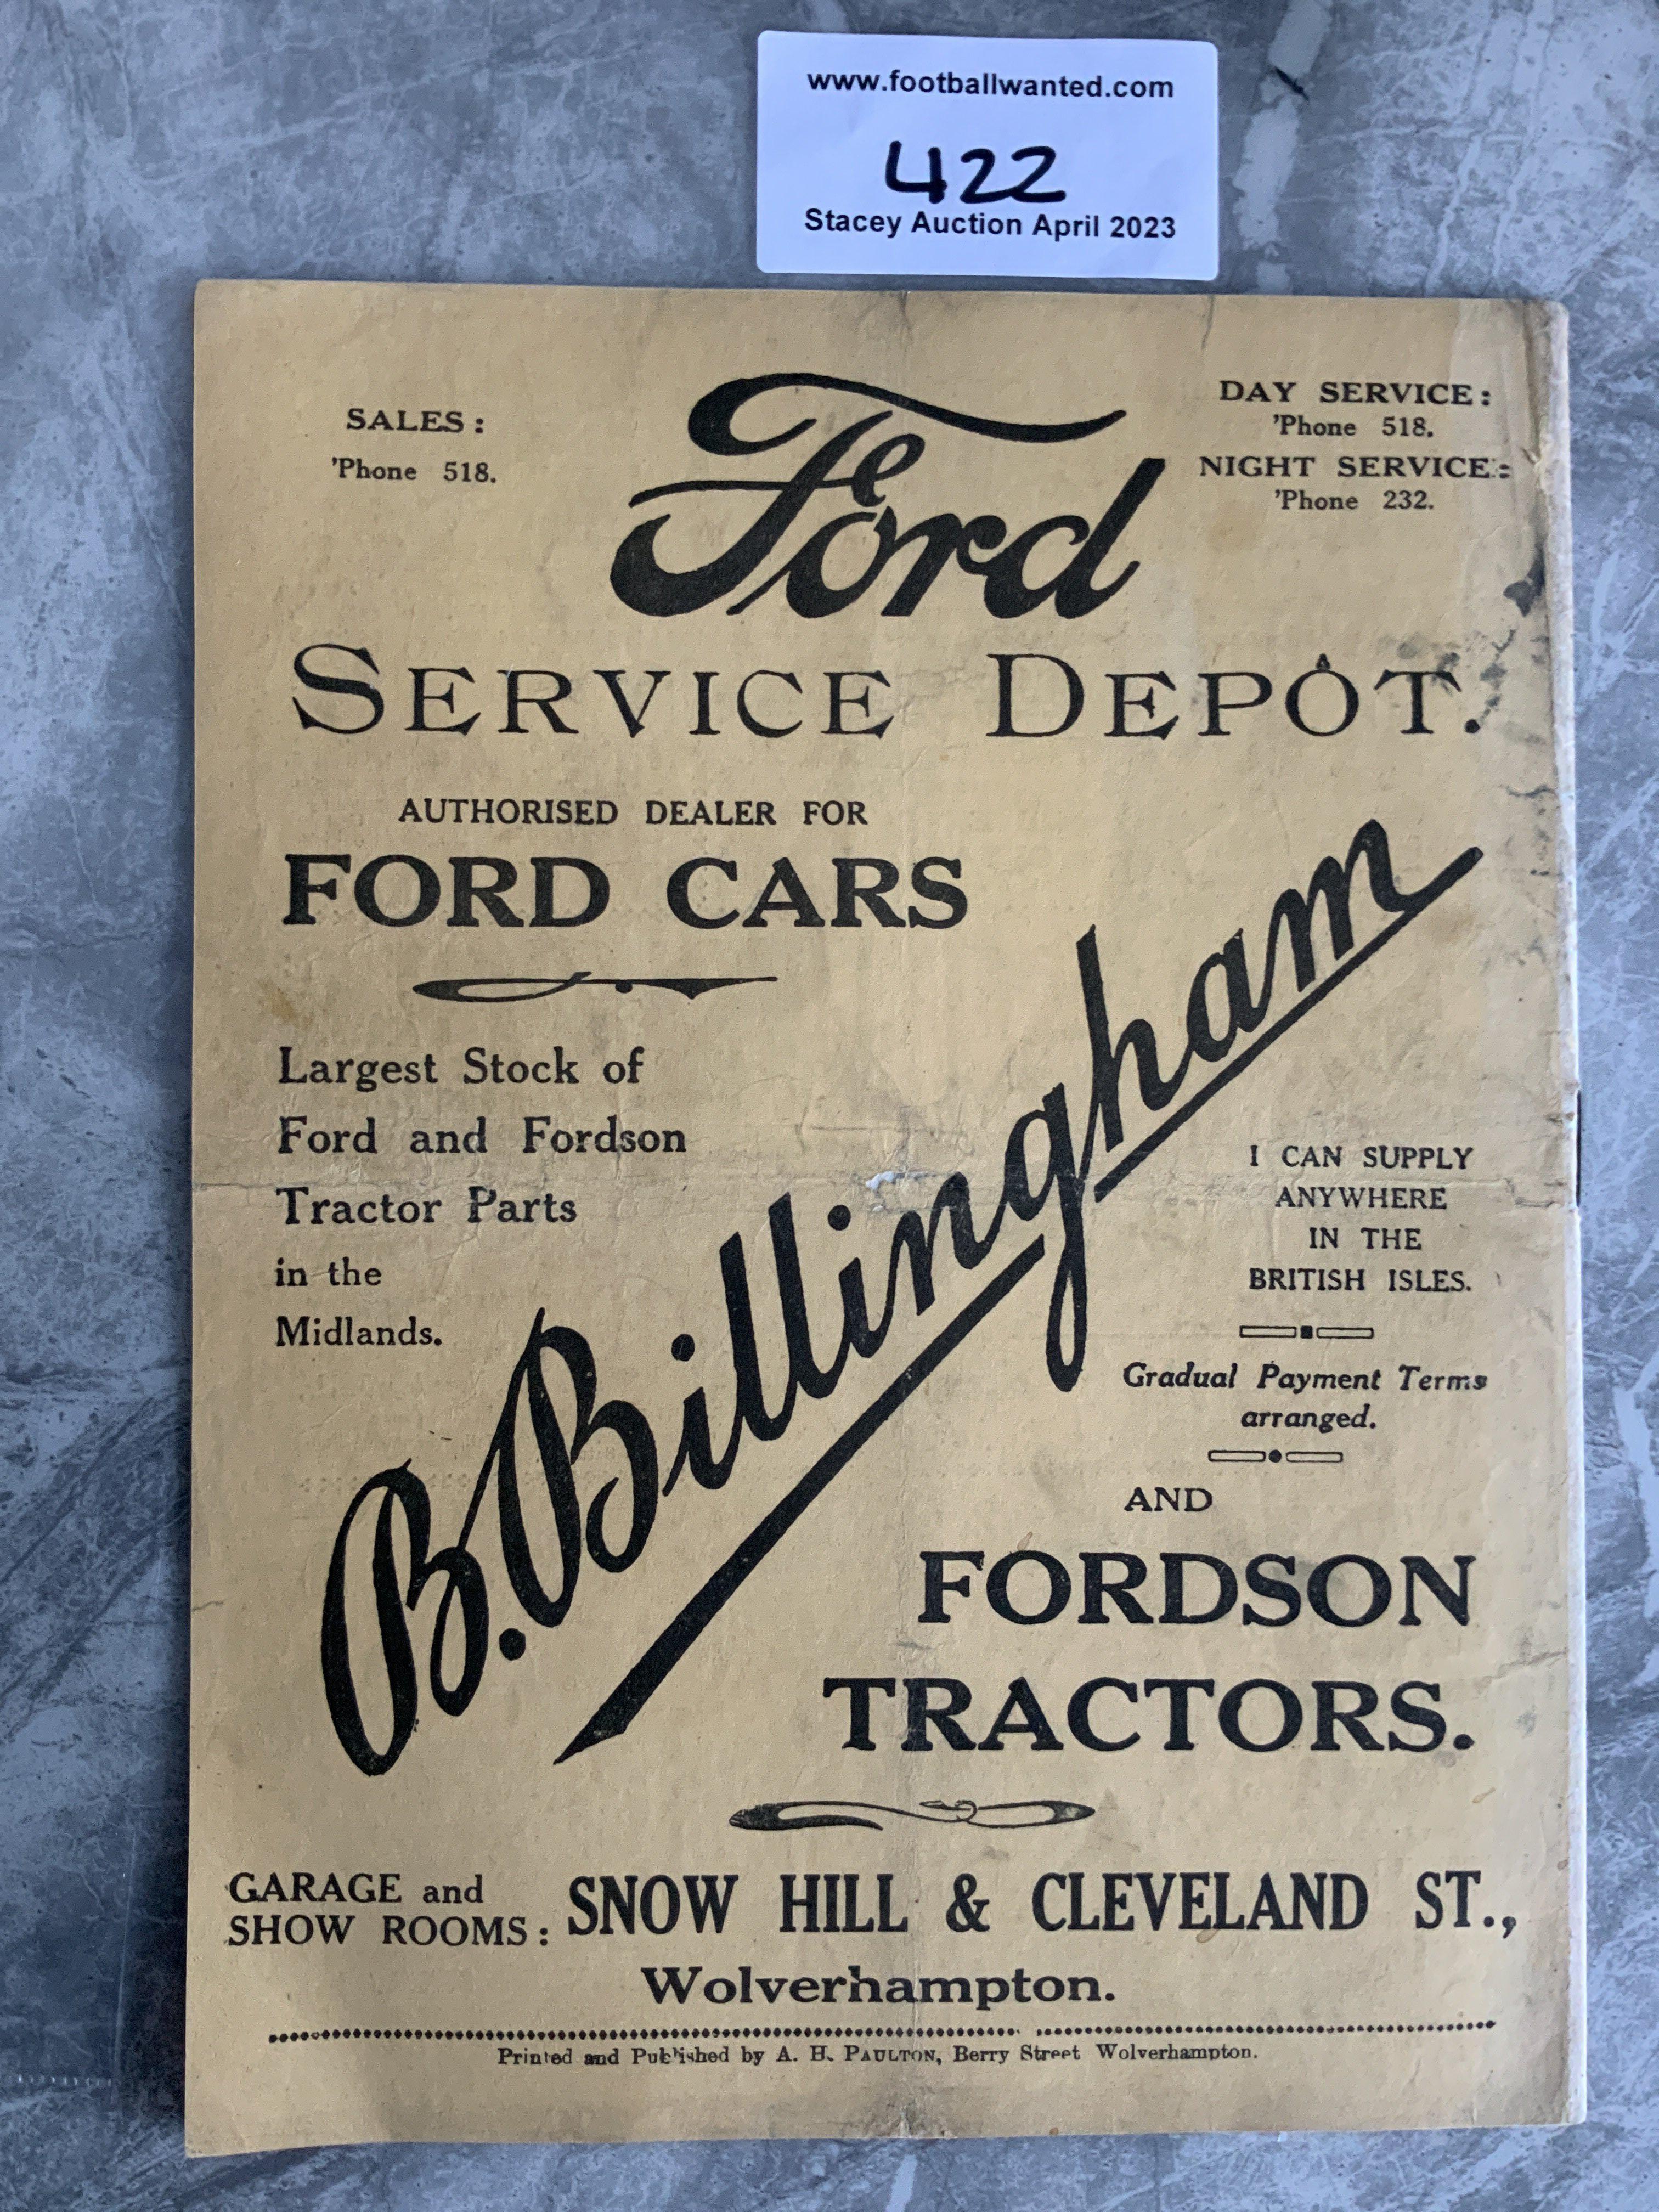 www.footballwanted.com
422
Stacey Auction April 2023
SALES:
'Phone 518.
Ford
DAY SERVICE:
'Phone 518.
NIGHT SERVICE:
'Phone 232.
SERVICE DEPÔT.
AUTHORISED DEALER FOR
FORD CARS
Largest Stock of
Ford and Fordson
Tractor Parts
in the
Midlands.
B. Billingham
I CAN SUPPLY
ANYWHERE
IN THE
BRITISH ISLES.
Gradual Payment Terms
arranged.
AND
FORDSON
TRACTORS.
GARAGE and
SHOW ROOMS:
SNOW HILL & CLEVELAND ST.,
Wolverhampton.
Printed and Published by A. H. PAULTON, Berry Street Wolverhampton.